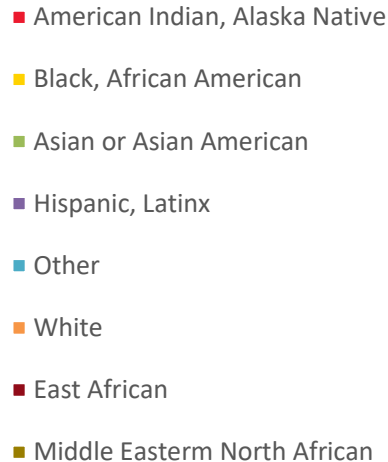 American Indian, Alaska Native
Black, African American
Asian or Asian American
Hispanic, Latinx
Other
White
East African
Middle Easterm North African